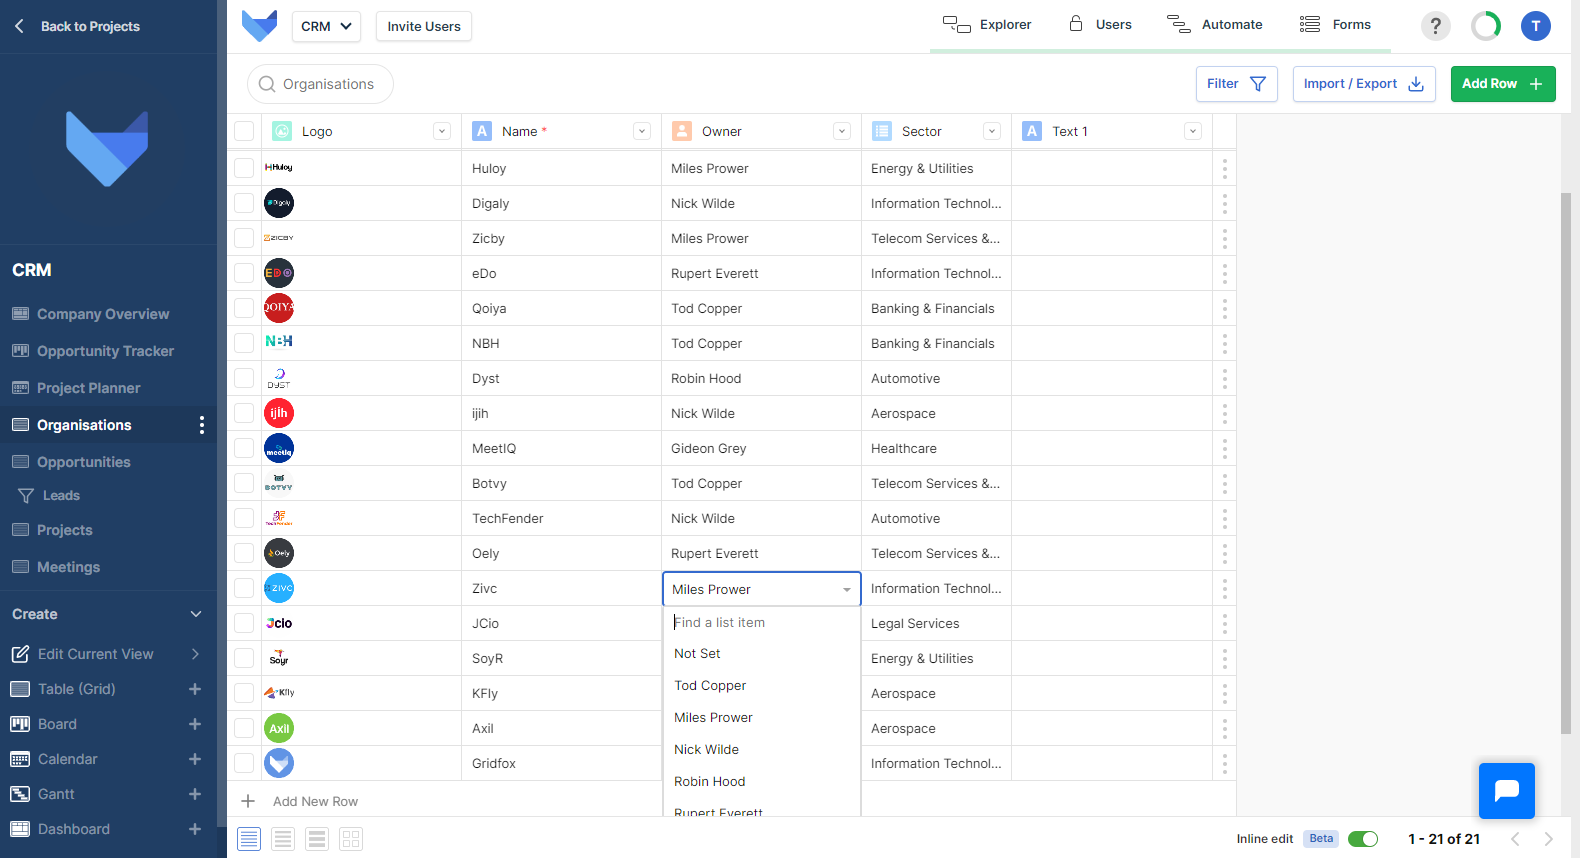 Back to Projects
CRM
Invite Users
Explorer
Users
Automate
Forms
?
T
Organisations
Filter
Import / Export
Add Row
Logo
Name *
Owner
Sector
Text 1
Huloy
Huloy
Miles Prower
Energy & Utilities
Digaly
Digaly
Nick Wilde
Information Technol...
ZICBY
Zicby
Miles Prower
Telecom Services &...
EDO
eDo
Rupert Everett
Information Technol...
QOIYA
Qoiya
Tod Copper
Banking & Financials
NBH
NBH
Tod Copper
Banking & Financials
DYST
Dyst
Robin Hood
Automotive
ijih
ijih
Nick Wilde
Aerospace
meetiq
MeetIQ
Gideon Grey
Healthcare
BOTVY
Botvy
Tod Copper
Telecom Services &...
TechFender
TechFender
Nick Wilde
Automotive
Oely
Oely
Rupert Everett
Telecom Services &...
ZIVC
Zivc
Miles Prower
Information Technol...
Jcio
JCio
Legal Services
Soyr
SoyR
Energy & Utilities
Kfly
KFly
Aerospace
Axil
Axil
Aerospace
Gridfox
Information Technol...
Find a list item
Not Set
Tod Copper
Miles Prower
Nick Wilde
Robin Hood
Rupert Everett
Add New Row
CRM
Company Overview
Opportunity Tracker
Project Planner
Organisations
Opportunities
Leads
Projects
Meetings
Create
Edit Current View
Table (Grid)
Board
Calendar
Gantt
Dashboard
Inline edit
Beta
1 - 21 of 21